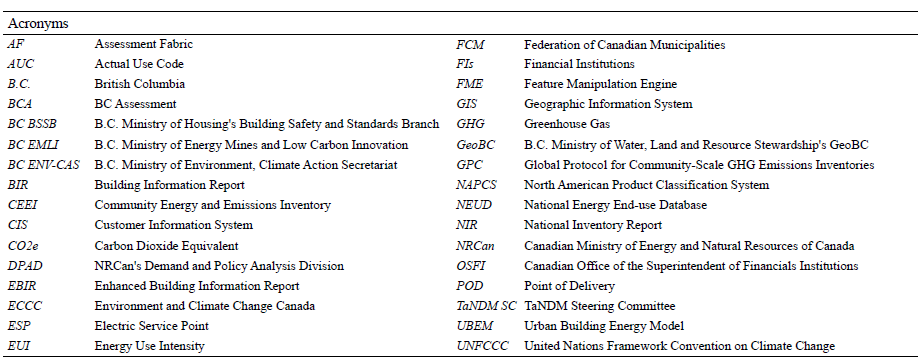 Acronyms
AF Assessment Fabric FCM Federation of Canadian Municipalities
AUC Actual Use Code FIs Financial Institutions
B.C. British Columbia FME Feature Manipulation Engine
BCA BC Assessment GIS Geographic Information System
BC BSSB B.C. Ministry of Housing's Building Safety and Standards Branch GHG Greenhouse Gas
BC EMLI B.C. Ministry of Energy Mines and Low Carbon Innovation GeoBC B.C. Ministry of Water, Land and Resource Stewardship's GeoBC
BC ENV-CAS B.C. Ministry of Environment, Climate Action Secretariat GPC Global Protocol for Community-Scale GHG Emissions Inventories
BIR Building Information Report NAPCS North American Product Classification System
CEEI Community Energy and Emissions Inventory NEUD National Energy End-use Database
CIS Customer Information System NIR National Inventory Report
CO2e Carbon Dioxide Equivalent NRCan Canadian Ministry of Energy and Natural Resources of Canada
DPAD NRCan's Demand and Policy Analysis Division OSFI Canadian Office of the Superintendent of Financials Institutions
EBIR Enhanced Building Information Report POD Point of Delivery
ECCC Environment and Climate Change Canada TaNDM SC TaNDM Steering Committee
ESP Electric Service Point UBEM Urban Building Energy Model
EUI Energy Use Intensity UNFCCC United Nations Framework Convention on Climate Change